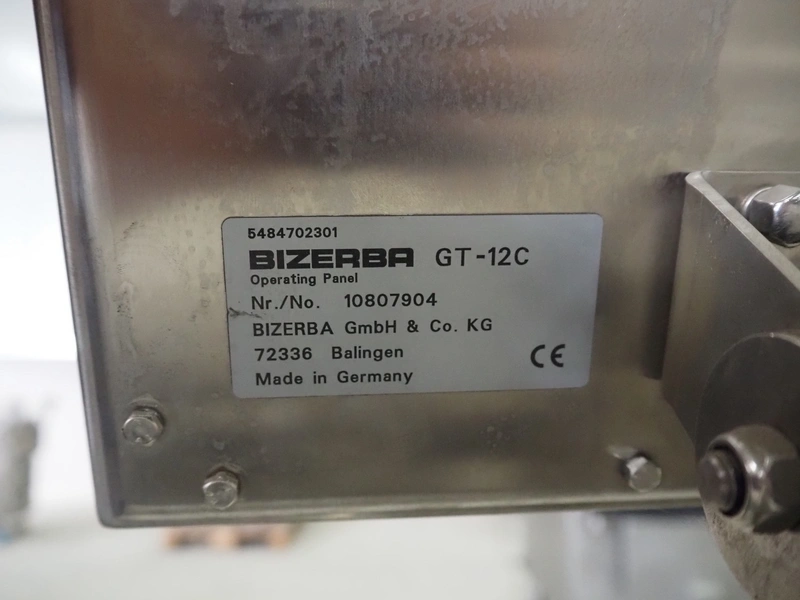 5484702301
BIZERBA GT-12C
Operating Panel
Nr./No. 10807904
BIZERBA GmbH & Co. KG
72336 Balingen
Made in Germany
CE